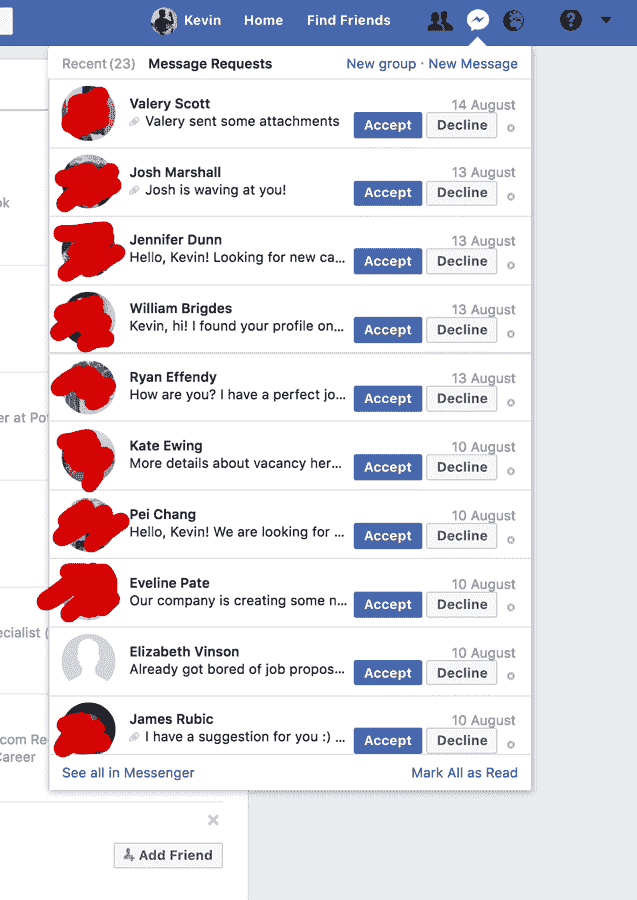 Kevin Home Find Friends
Recent (23) Message Requests New group · New Message
Valery Scott 14 August
Valery sent some attachments Accept Decline
Josh Marshall 13 August
Josh is waving at you! Accept Decline
ok
Jennifer Dunn 13 August
Hello, Kevin! Looking for new ca... Accept Decline
William Brigdes 13 August
Kevin, hi! I found your profile on... Accept Decline
Ryan Effendy 13 August
How are you? I have a perfect jo... Accept Decline
er at Po
Kate Ewing 10 August
More details about vacancy her... Accept Decline
Pei Chang 10 August
Hello, Kevin! We are looking for ... Accept Decline
Eveline Pate 10 August
Our company is creating some n... Accept Decline
ecialist (
Elizabeth Vinson 10 August
Already got bored of job propos... Accept Decline
James Rubic 10 August
I have a suggestion for you :) ... Accept Decline
.com Re
Career
See all in Messenger Mark All as Read
Add Friend